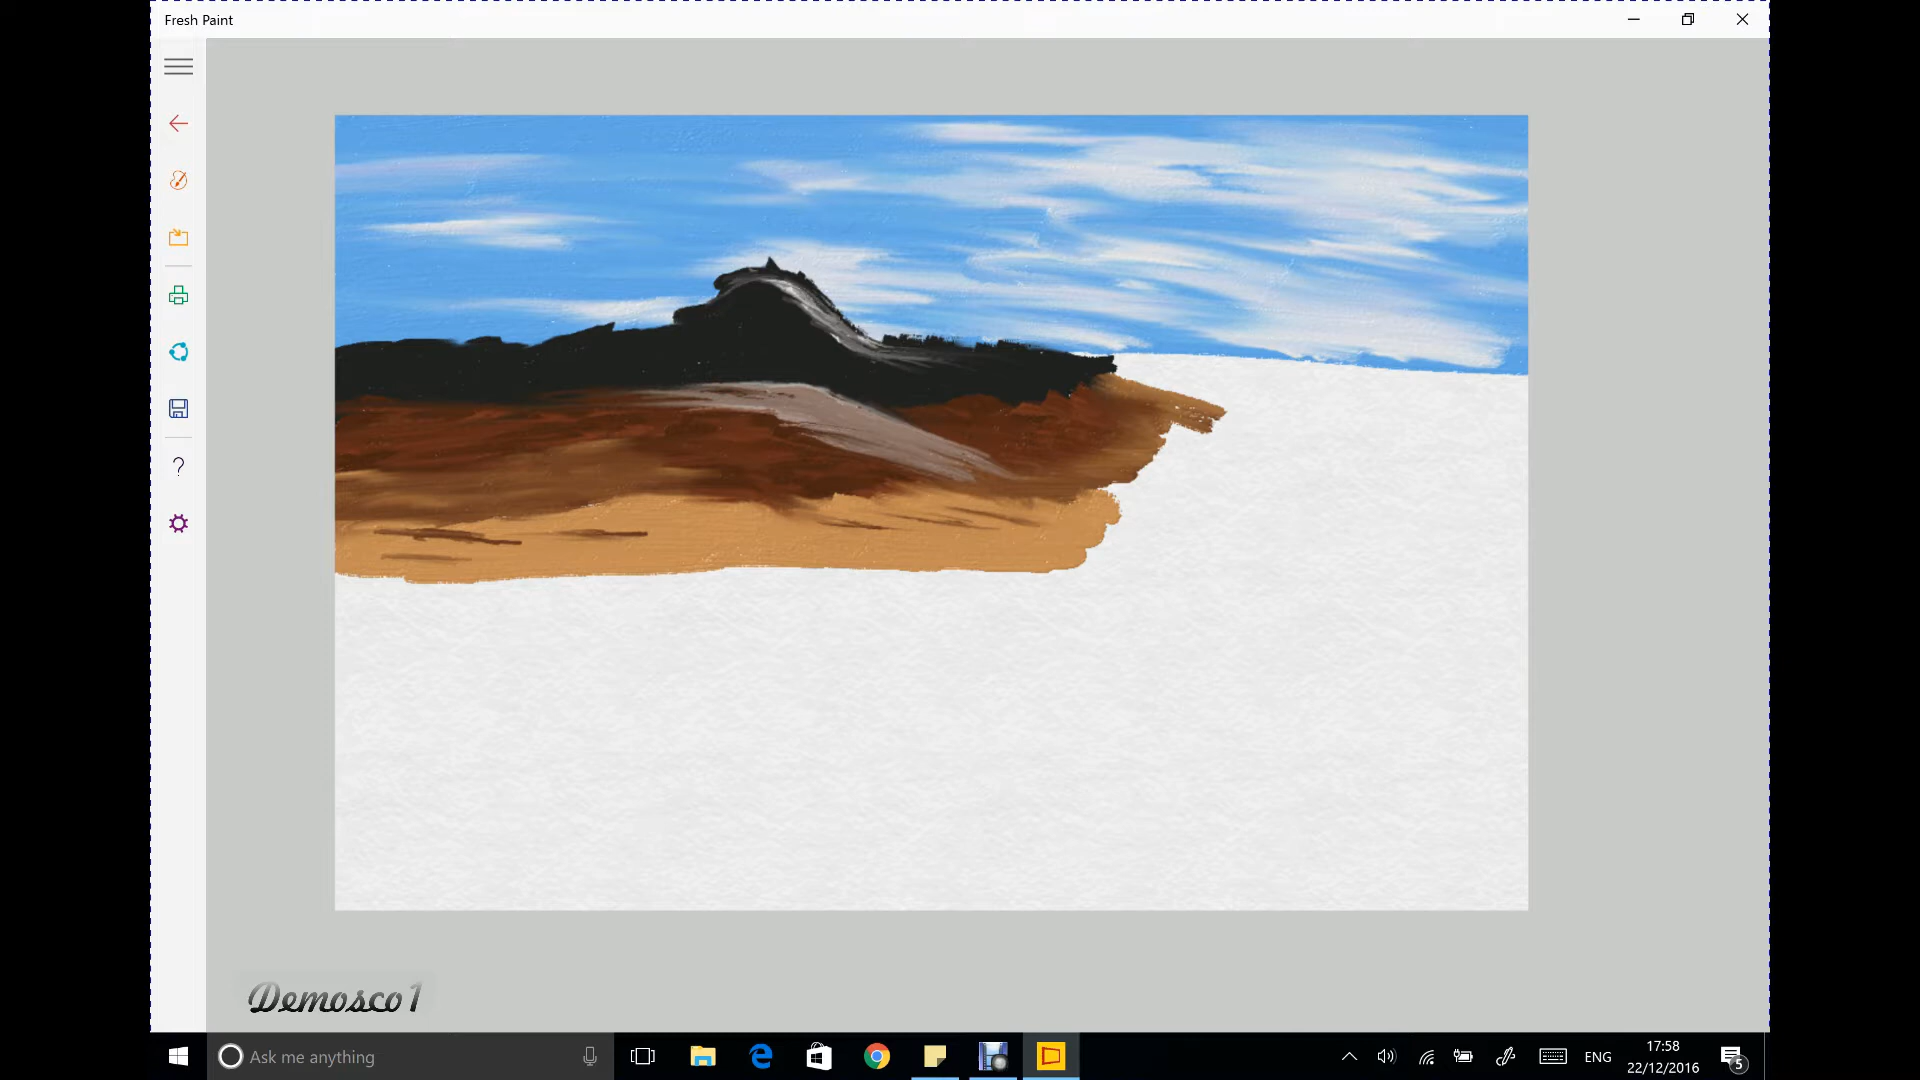 Fresh Paint
?
Demosco1
Ask me anything
ENG
17:58
22/12/2016
5